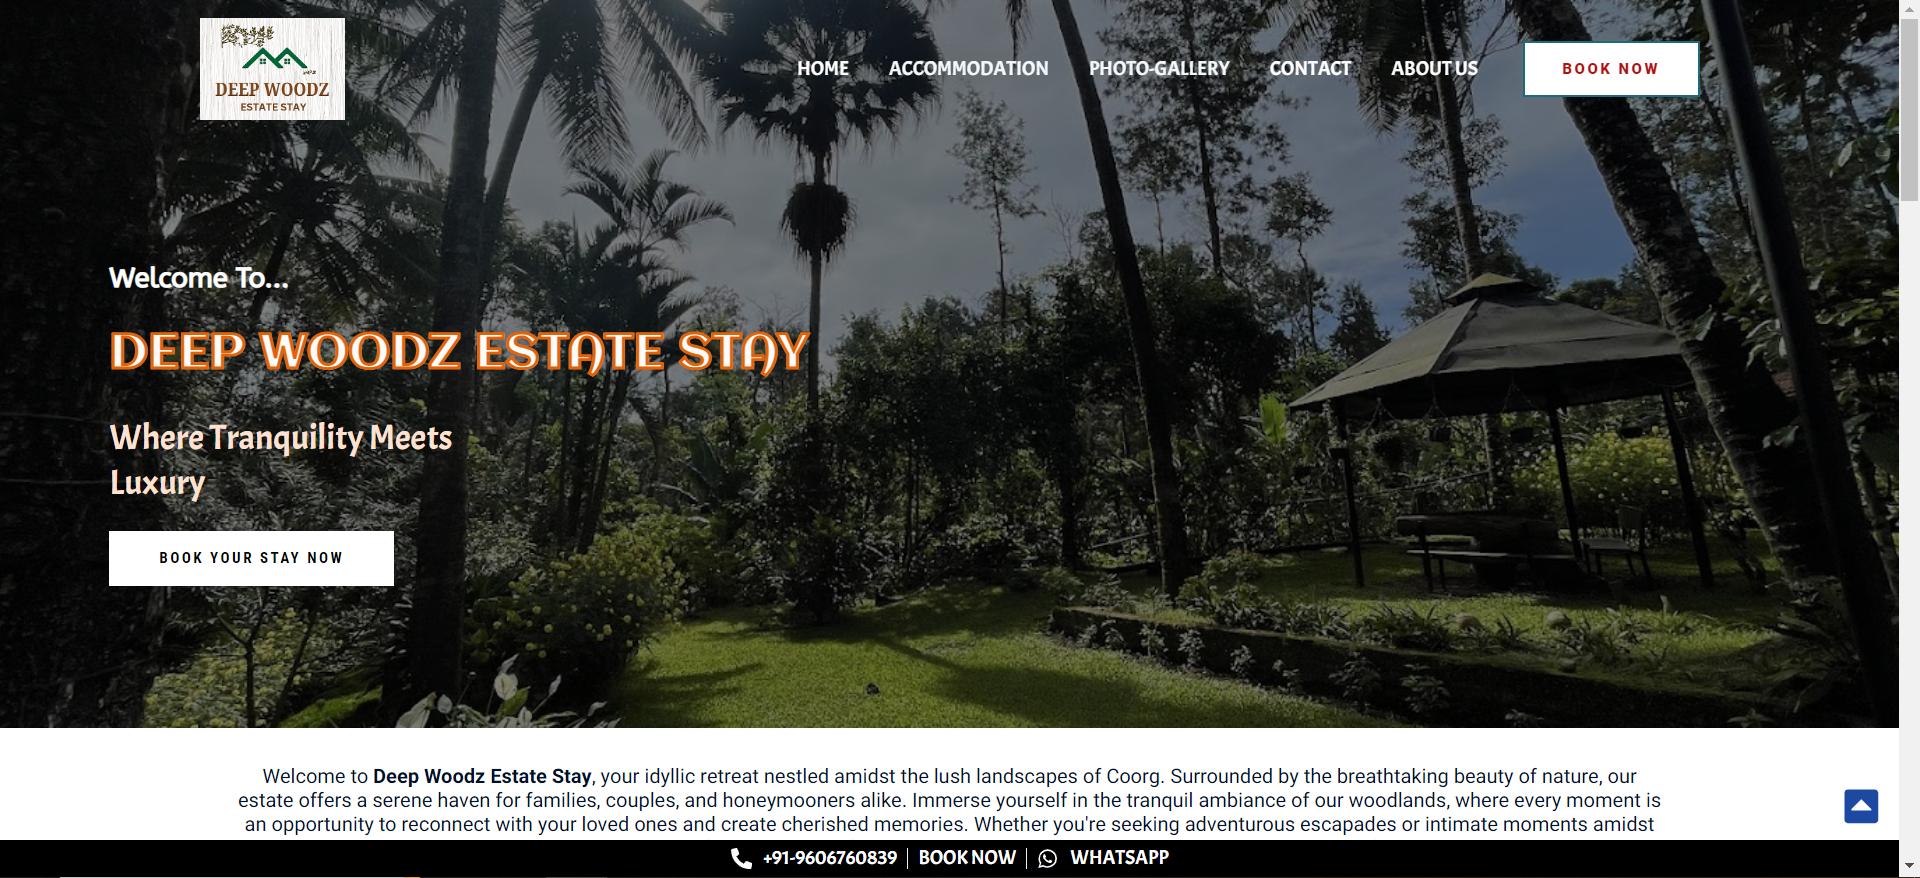 DEEP WOODZ
ESTATE STAY
HOME
ACCOMMODATION
PHOTO-GALLERY
CONTACT
ABOUT US
BOOK NOW
Welcome To...
DEEP WOODZ ESTATE STAY
Where Tranquility Meets
Luxury
BOOK YOUR STAY NOW
Welcome to Deep Woodz Estate Stay, your idyllic retreat nestled amidst the lush landscapes of Coorg. Surrounded by the breathtaking beauty of nature, our
estate offers a serene haven for families, couples, and honeymooners alike. Immerse yourself in the tranquil ambiance of our woodlands, where every moment is
an opportunity to reconnect with your loved ones and create cherished memories. Whether you're seeking adventurous escapades or intimate moments amidst
+91-9606760839
BOOK NOW
WHATSAPP